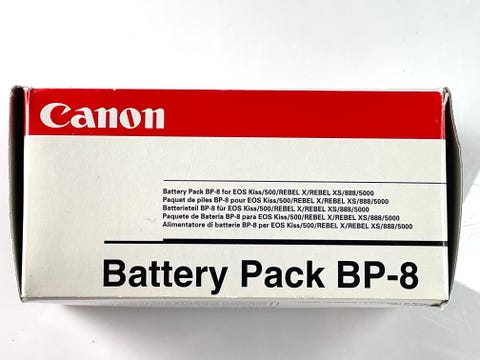 Canon
Battery Pack BP-8 for EOS Kiss/500/REBEL X/REBEL XS/888/5000
Paquet de piles BP-8 pour EOS Kiss/500/REBEL X/REBEL XS/888/5000
Batterieteil BP-8 für EOS Kiss/500/REBEL X/REBEL XS/888/5000
Paquete de Bateria BP-8 para EOS Kiss/500/REBEL X/REBEL XS/888/5000
Alimentatore di batterie BP-8 per EOS Kiss/500/REBEL X/REBEL XS/888/5000
Battery Pack BP-8